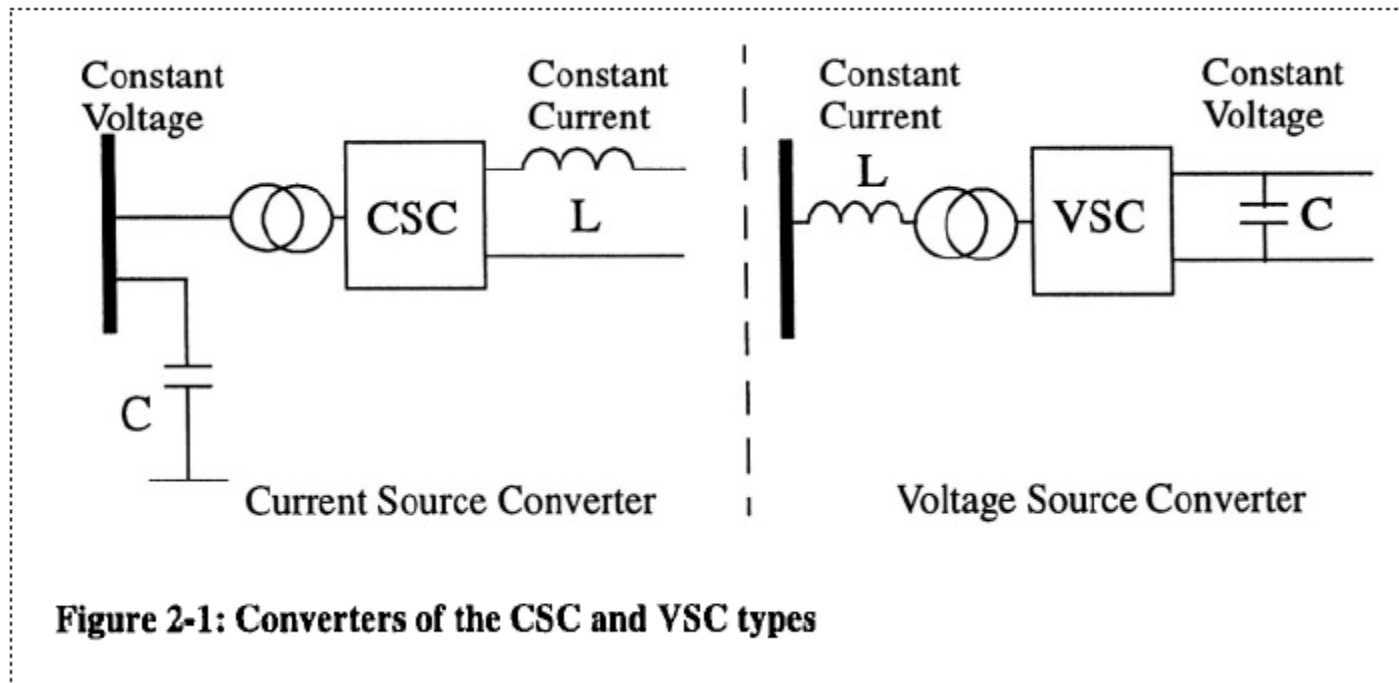 Constant
Voltage
Constant
Current
CSC
L
C
Current Source Converter
Constant
Current
L
Constant
Voltage
VSC
C
Voltage Source Converter
Figure 2-1: Converters of the CSC and VSC types